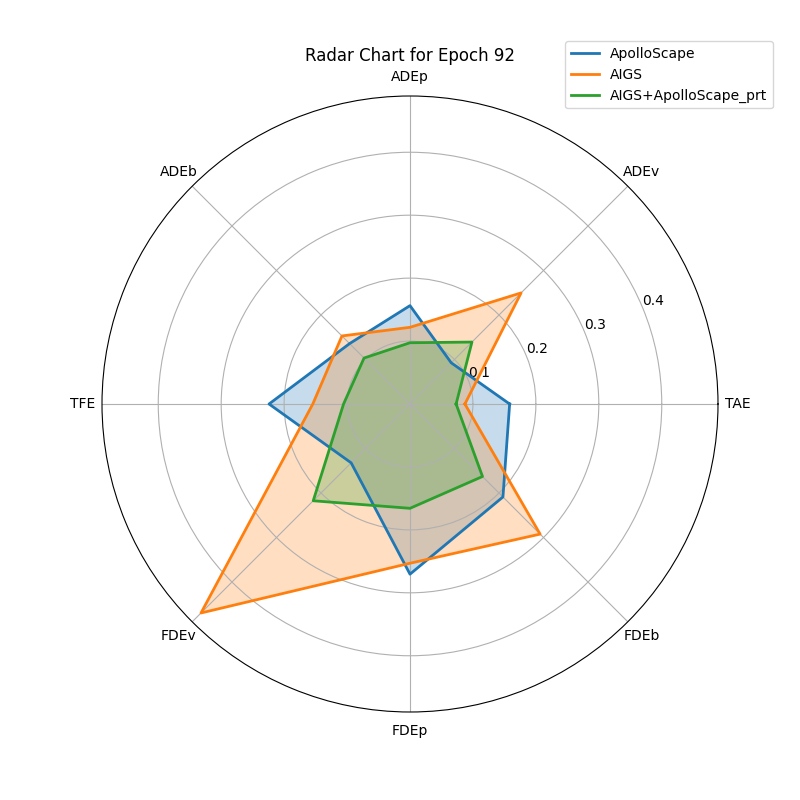 Radar Chart for Epoch 92
ApolloScape
AIGS
AIGS+ApolloScape_prt
ADEp
ADEb
ADEv
0.4
0.3
0.2
0.1
TFE
TAE
FDEv
FDEb
FDEp